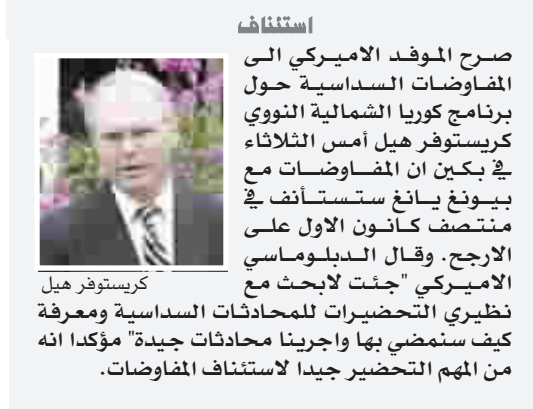 استئناف
صرح الموفد الاميركي الى
المفاوضات السداسية حول
برنامج كوريا الشمالية النووي
كريستوفر هيل أمس الثلاثاء
في بكين ان المفاوضات مع
بيونغ يانغ ستستأنف في
منتصف كانون الاول على
الارجح. وقال الدبلوماسي
الاميركي "جئت لابحث مع
كريستوفر هيل
نظيري التحضيرات للمحادثات السداسية ومعرفة
كيف سنمضي بها واجرينا محادثات جيدة" مؤكدا انه
من المهم التحضير جيدا لاستئناف المفاوضات.